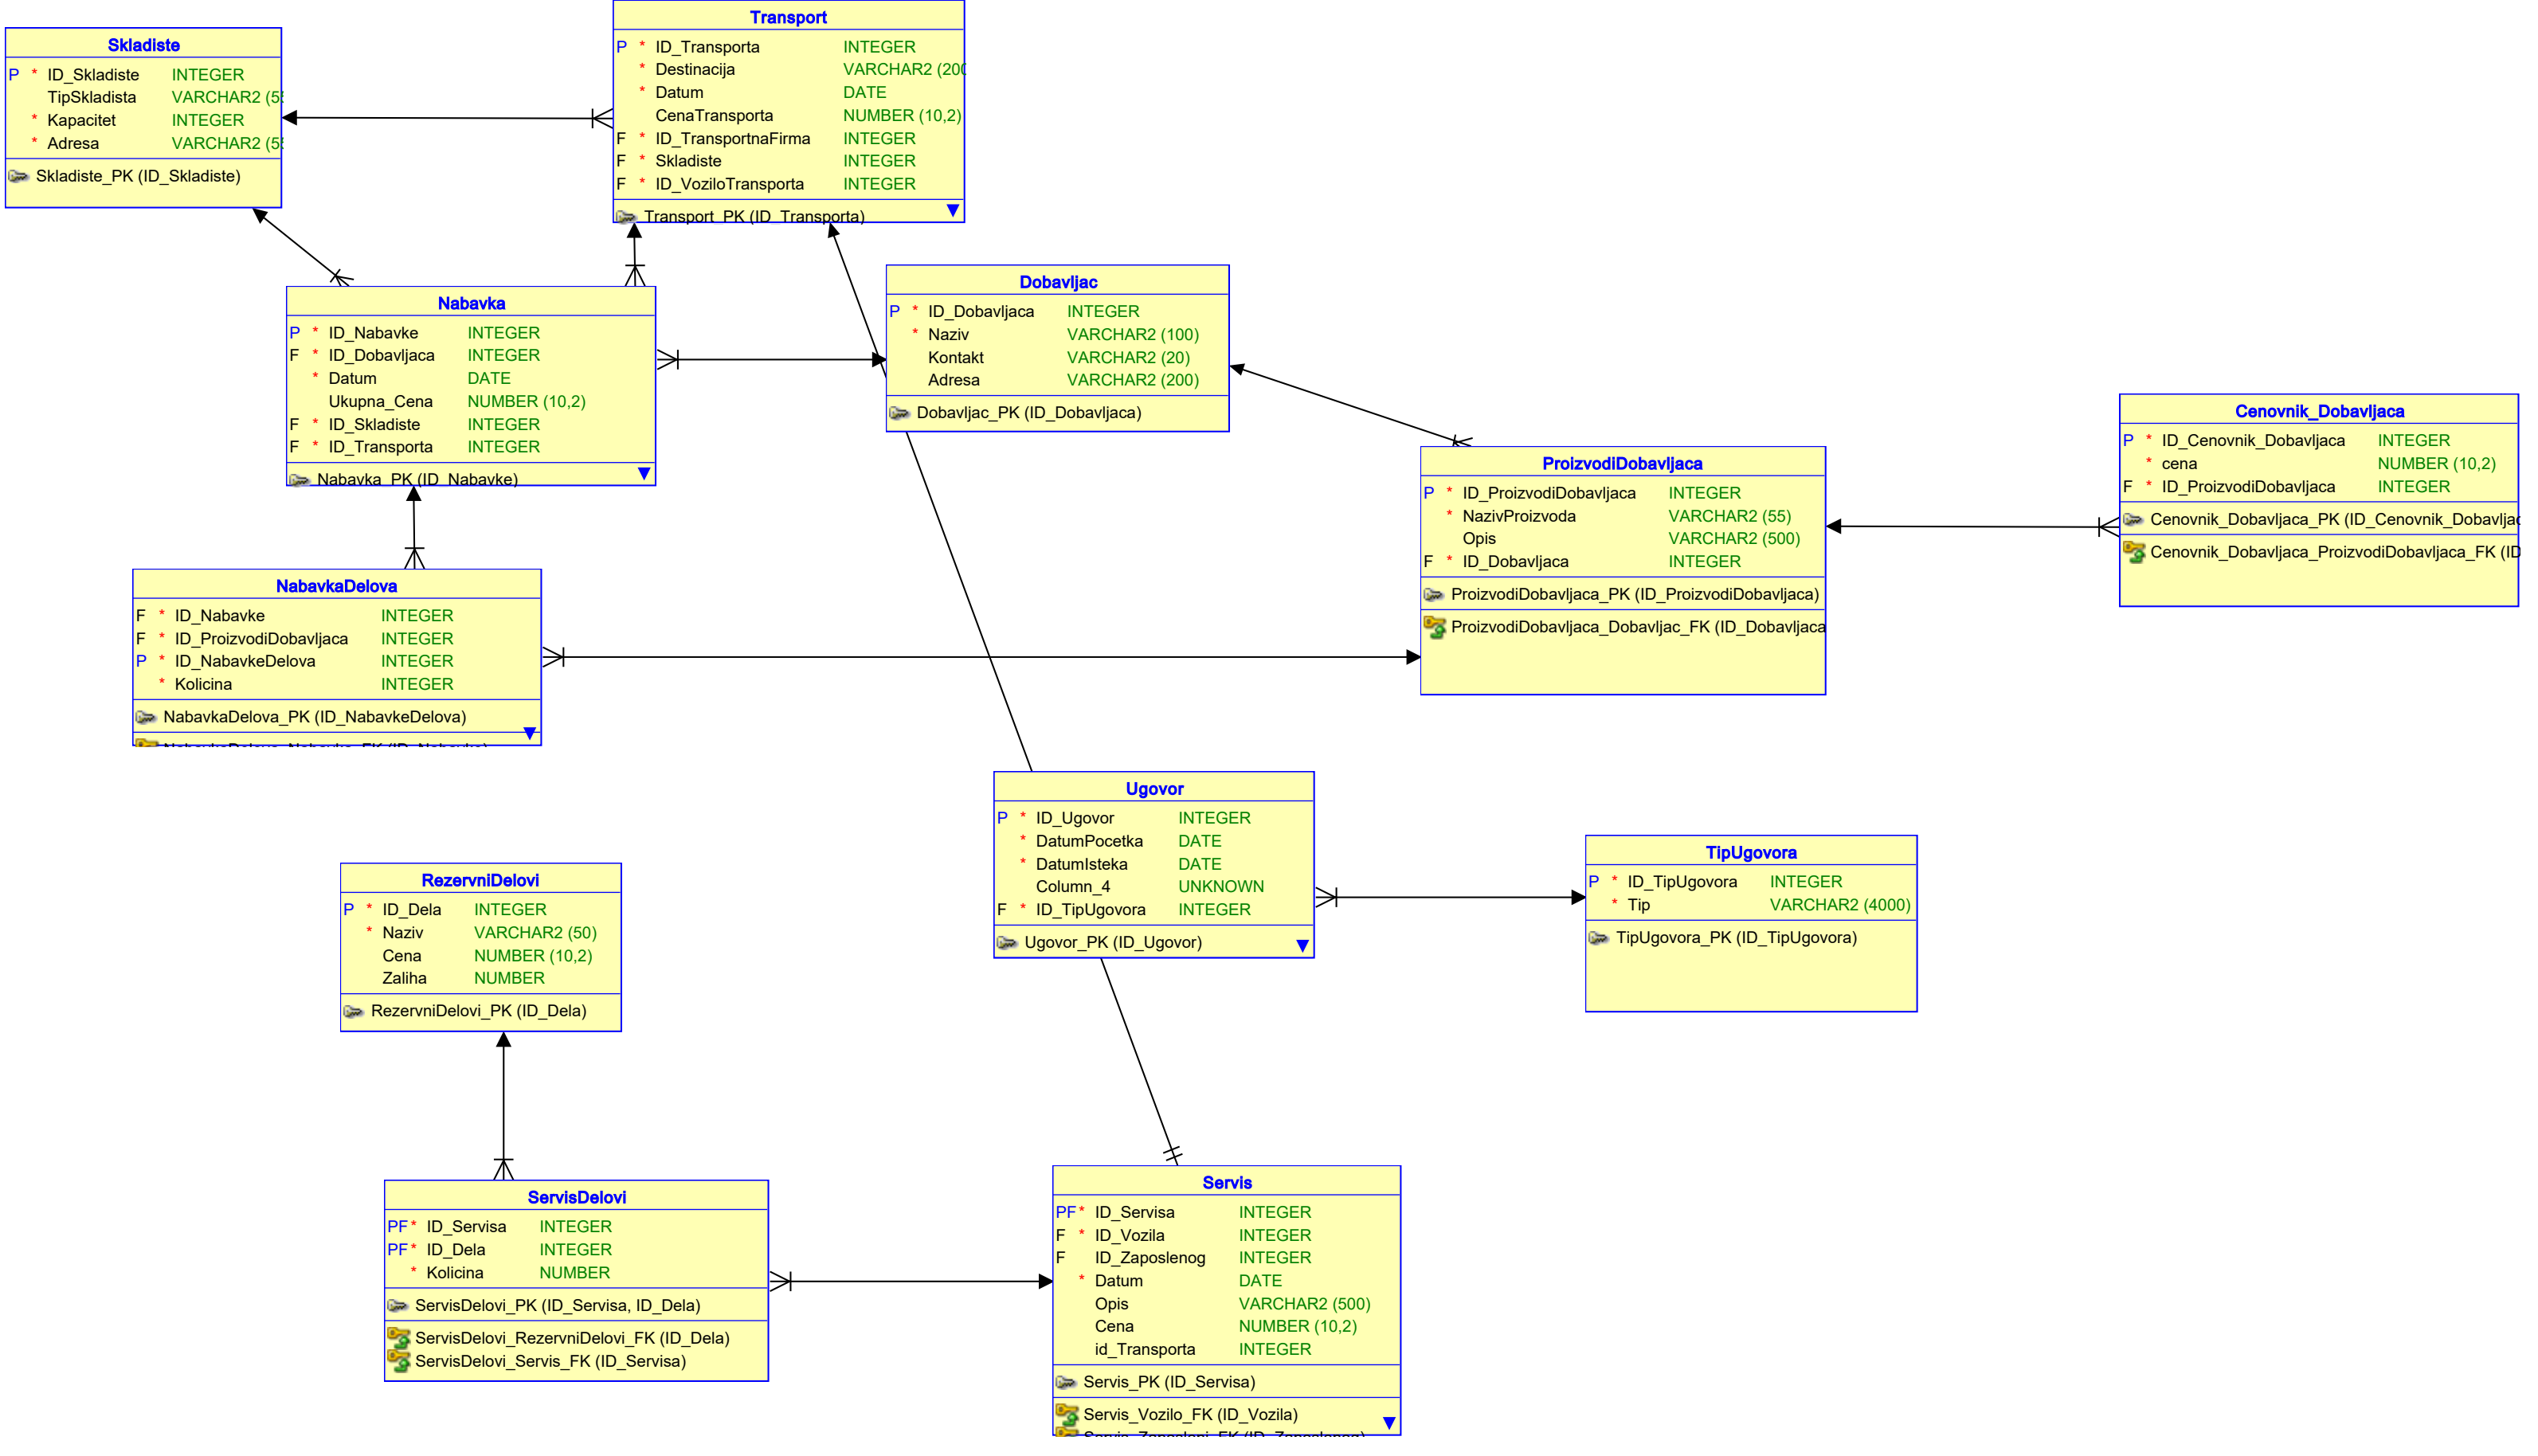 Skladiste
P * ID_Skladiste INTEGER
TipSkladista VARCHAR2 (5
* Kapacitet INTEGER
* Adresa VARCHAR2 (5
Skladiste_PK (ID_Skladiste)
Transport
P * ID_Transporta INTEGER
* Destinacija VARCHAR2 (200
* Datum DATE
CenaTransporta NUMBER (10,2)
F * ID_TransportnaFirma INTEGER
F * Skladiste INTEGER
F * ID_VoziloTransporta INTEGER
Transport_PK (ID_Transporta)
Nabavka
P * ID_Nabavke INTEGER
F * ID_Dobavljaca INTEGER
* Datum DATE
Ukupna_Cena NUMBER (10,2)
F * ID_Skladiste INTEGER
F * ID_Transporta INTEGER
Nabavka_PK (ID_Nabavke)
Dobavljac
P * ID_Dobavljaca INTEGER
* Naziv VARCHAR2 (100)
Kontakt VARCHAR2 (20)
Adresa VARCHAR2 (200)
Dobavljac_PK (ID_Dobavljaca)
ProizvodiDobavljaca
P * ID_ProizvodiDobavljaca INTEGER
* NazivProizvoda VARCHAR2 (55)
Opis VARCHAR2 (500)
F * ID_Dobavljaca INTEGER
ProizvodiDobavljaca_PK (ID_ProizvodiDobavljaca)
ProizvodiDobavljaca_Dobavljac_FK (ID_Dobavljaca
Cenovnik_Dobavljaca
P * ID_Cenovnik_Dobavljaca INTEGER
* cena NUMBER (10,2)
F * ID_ProizvodiDobavljaca INTEGER
Cenovnik_Dobavljaca_PK (ID_Cenovnik_Dobavljac
Cenovnik_Dobavljaca_ProizvodiDobavljaca_FK (ID
NabavkaDelova
F * ID_Nabavke INTEGER
F * ID_ProizvodiDobavljaca INTEGER
P * ID_NabavkeDelova INTEGER
* Kolicina INTEGER
NabavkaDelova_PK (ID_NabavkeDelova)
NabavkaDelova_Nabavka_FK (ID_Nabavke)
Ugovor
P * ID_Ugovor INTEGER
* DatumPocetka DATE
* DatumIsteka DATE
Column_4 UNKNOWN
F * ID_TipUgovora INTEGER
Ugovor_PK (ID_Ugovor)
TipUgovora
P * ID_TipUgovora INTEGER
* Tip VARCHAR2 (4000)
TipUgovora_PK (ID_TipUgovora)
RezervniDelovi
P * ID_Dela INTEGER
* Naziv VARCHAR2 (50)
Cena NUMBER (10,2)
Zaliha NUMBER
RezervniDelovi_PK (ID_Dela)
ServisDelovi
PF * ID_Servisa INTEGER
PF * ID_Dela INTEGER
* Kolicina NUMBER
ServisDelovi_PK (ID_Servisa, ID_Dela)
ServisDelovi_RezervniDelovi_FK (ID_Dela)
ServisDelovi_Servis_FK (ID_Servisa)
Servis
PF * ID_Servisa INTEGER
F * ID_Vozila INTEGER
F ID_Zaposlenog INTEGER
* Datum DATE
Opis VARCHAR2 (500)
Cena NUMBER (10,2)
id_Transporta INTEGER
Servis_PK (ID_Servisa)
Servis_Vozilo_FK (ID_Vozila)